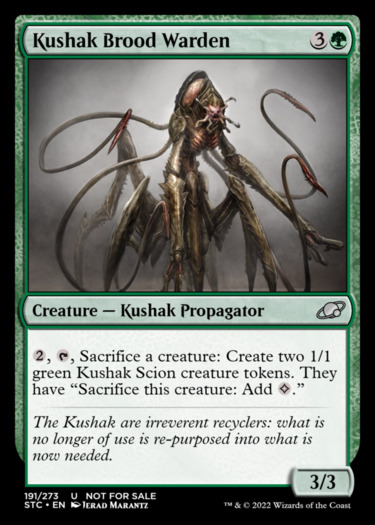 Kushak Brood Warden 3
Creature — Kushak Propagator
2, T, Sacrifice a creature: Create two 1/1
green Kushak Scion creature tokens. They
have “Sacrifice this creature: Add ◇.”
The Kushak are irreverent recyclers: what is
no longer of use is re-purposed into what is
now needed.
3/3
191/273 U NOT FOR SALE
STC • EN Jerad Marantz
™ & © 2022 Wizards of the Coast